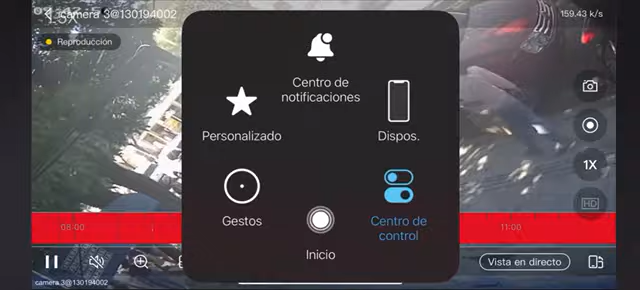 camera 3@130194002
159.43 k/s
Reproducción
Centro de
notificaciones
Personalizado
Dispos.
1X
HD
Gestos
Centro de
control
Inicio
08:00
11:00
Vista en directo
camera 3@130194002